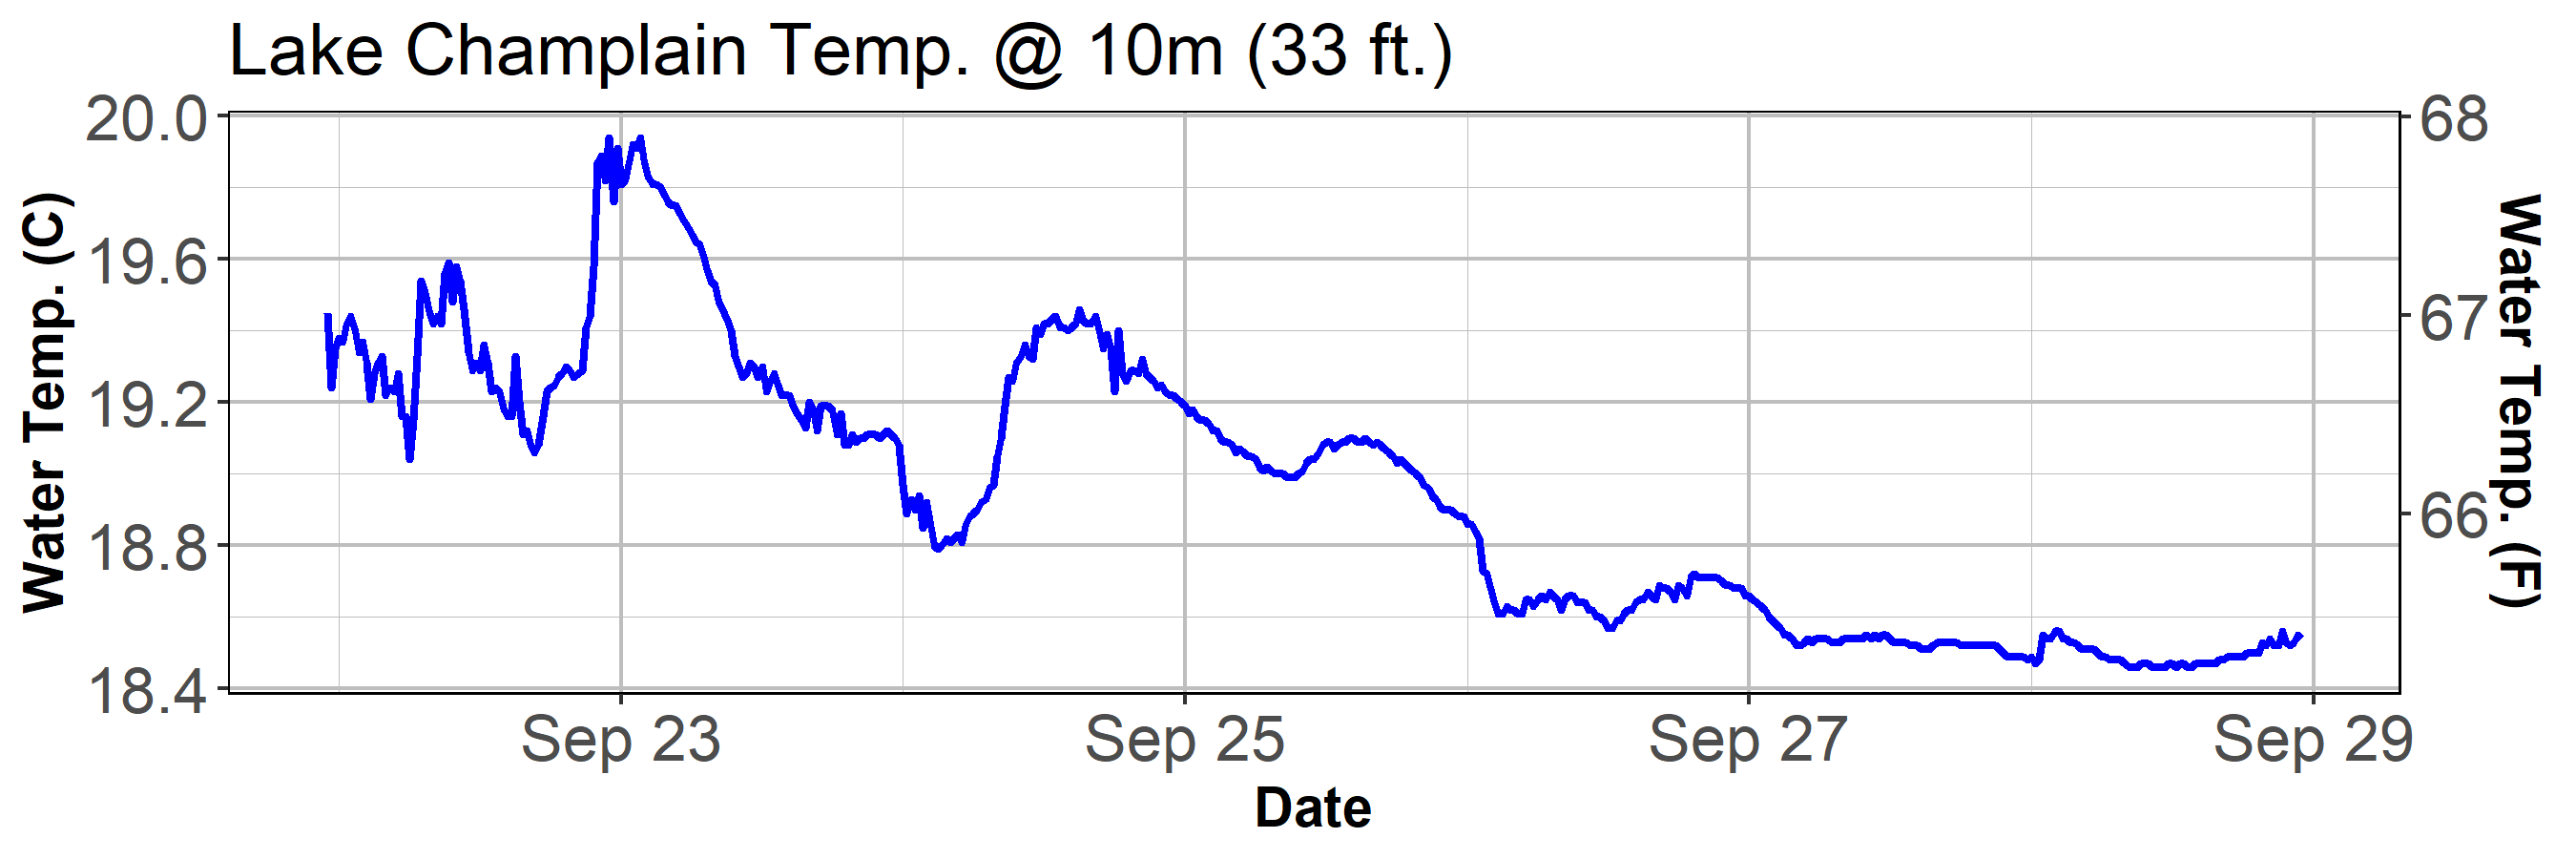 Lake Champlain Temp. @ 10m (33 ft.)
20.0
19.6
19.2
18.8
18.4
Water Temp. (C)
68
67
66
Water Temp. (F)
Sep 23 Sep 25 Sep 27 Sep 29
Date